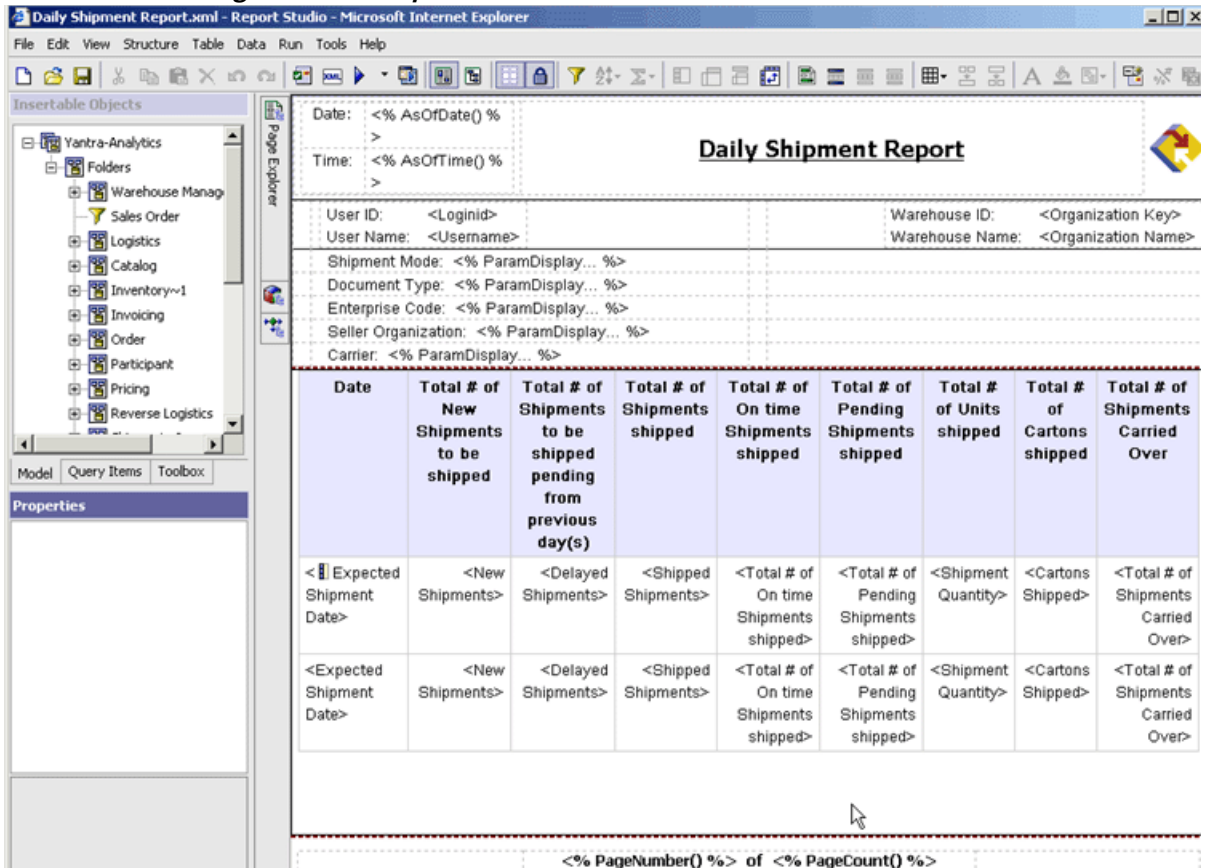 Daily Shipment Report.xml - Report Studio - Microsoft Internet Explorer
File Edit View Structure Table Data Run Tools Help
Insertable Objects
Yantra-Analytics
Folders
Warehouse Manag
Sales Order
Logistics
Catalog
Inventory~1
Invoicing
Order
Participant
Pricing
Reverse Logistics
Model Query Items Toolbox
Properties
Page Explorer
Date: <% AsOfDate() %
>
Time: <% AsOfTime() %
>
Daily Shipment Report
User ID: <Loginid> Warehouse ID: <Organization Key>
User Name: <Username> Warehouse Name: <Organization Name>
Shipment Mode: <% ParamDisplay... %>
Document Type: <% ParamDisplay... %>
Enterprise Code: <% ParamDisplay... %>
Seller Organization: <% ParamDisplay... %>
Carrier: <% ParamDisplay... %>
Date Total # of Total # of Total # of Total # of Total # of Total # Total # Total # of
New Shipments Shipments On time Pending of Units of Shipments
Shipments to be shipped Shipments Shipments shipped Cartons Carried
to be shipped shipped shipped shipped Over
shipped pending
from
previous
day(s)
< Expected <New <Delayed <Shipped <Total # of <Total # of <Shipment <Cartons <Total # of
Shipment Shipments> Shipments> Shipments> On time Pending Quantity> Shipped> Shipments
Date> Shipments Shipments Carried
shipped> shipped> Over>
<Expected <New <Delayed <Shipped <Total # of <Total # of <Shipment <Cartons <Total # of
Shipment Shipments> Shipments> Shipments> On time Pending Quantity> Shipped> Shipments
Date> Shipments Shipments Carried
shipped> shipped> Over>
<% PageNumber() %> of <% PageCount() %>